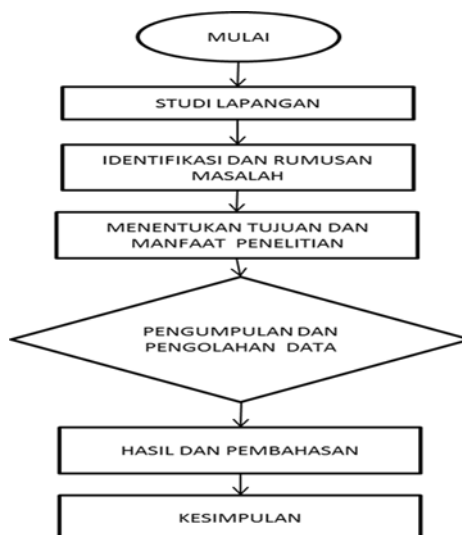 MULAI
STUDI LAPANGAN
IDENTIFIKASI DAN RUMUSAN
MASALAH
MENENTUKAN TUJUAN DAN
MANFAAT PENELITIAN
PENGUMPULAN DAN
PENGOLAHAN DATA
HASIL DAN PEMBAHASAN
KESIMPULAN